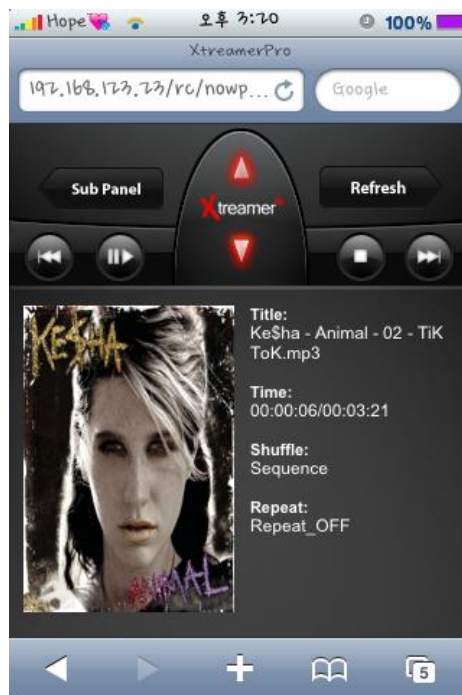 Hope 오후 3:20 100%
XtreamerPro
192.168.123.23/rc/nowp... Google
Sub Panel
Xtreamer
Refresh
KE$HA
ANIMAL
Title:
Ke$ha - Animal - 02 - TiK
ToK.mp3
Time:
00:00:06/00:03:21
Shuffle:
Sequence
Repeat:
Repeat_OFF
5